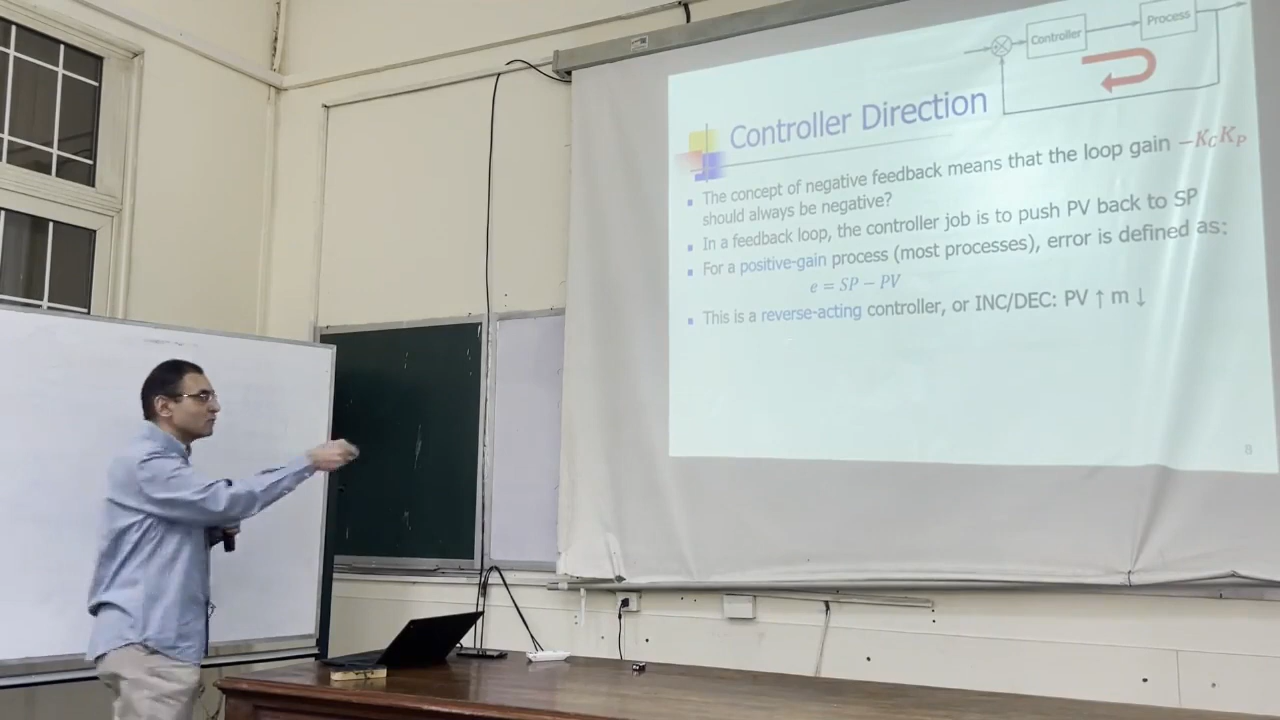 Controller
Process
Controller Direction
The concept of negative feedback means that the loop gain −K_C K_P
should always be negative?
In a feedback loop, the controller job is to push PV back to SP
For a positive-gain process (most processes), error is defined as:
e = SP − PV
This is a reverse-acting controller, or INC/DEC: PV ↑ m ↓
8